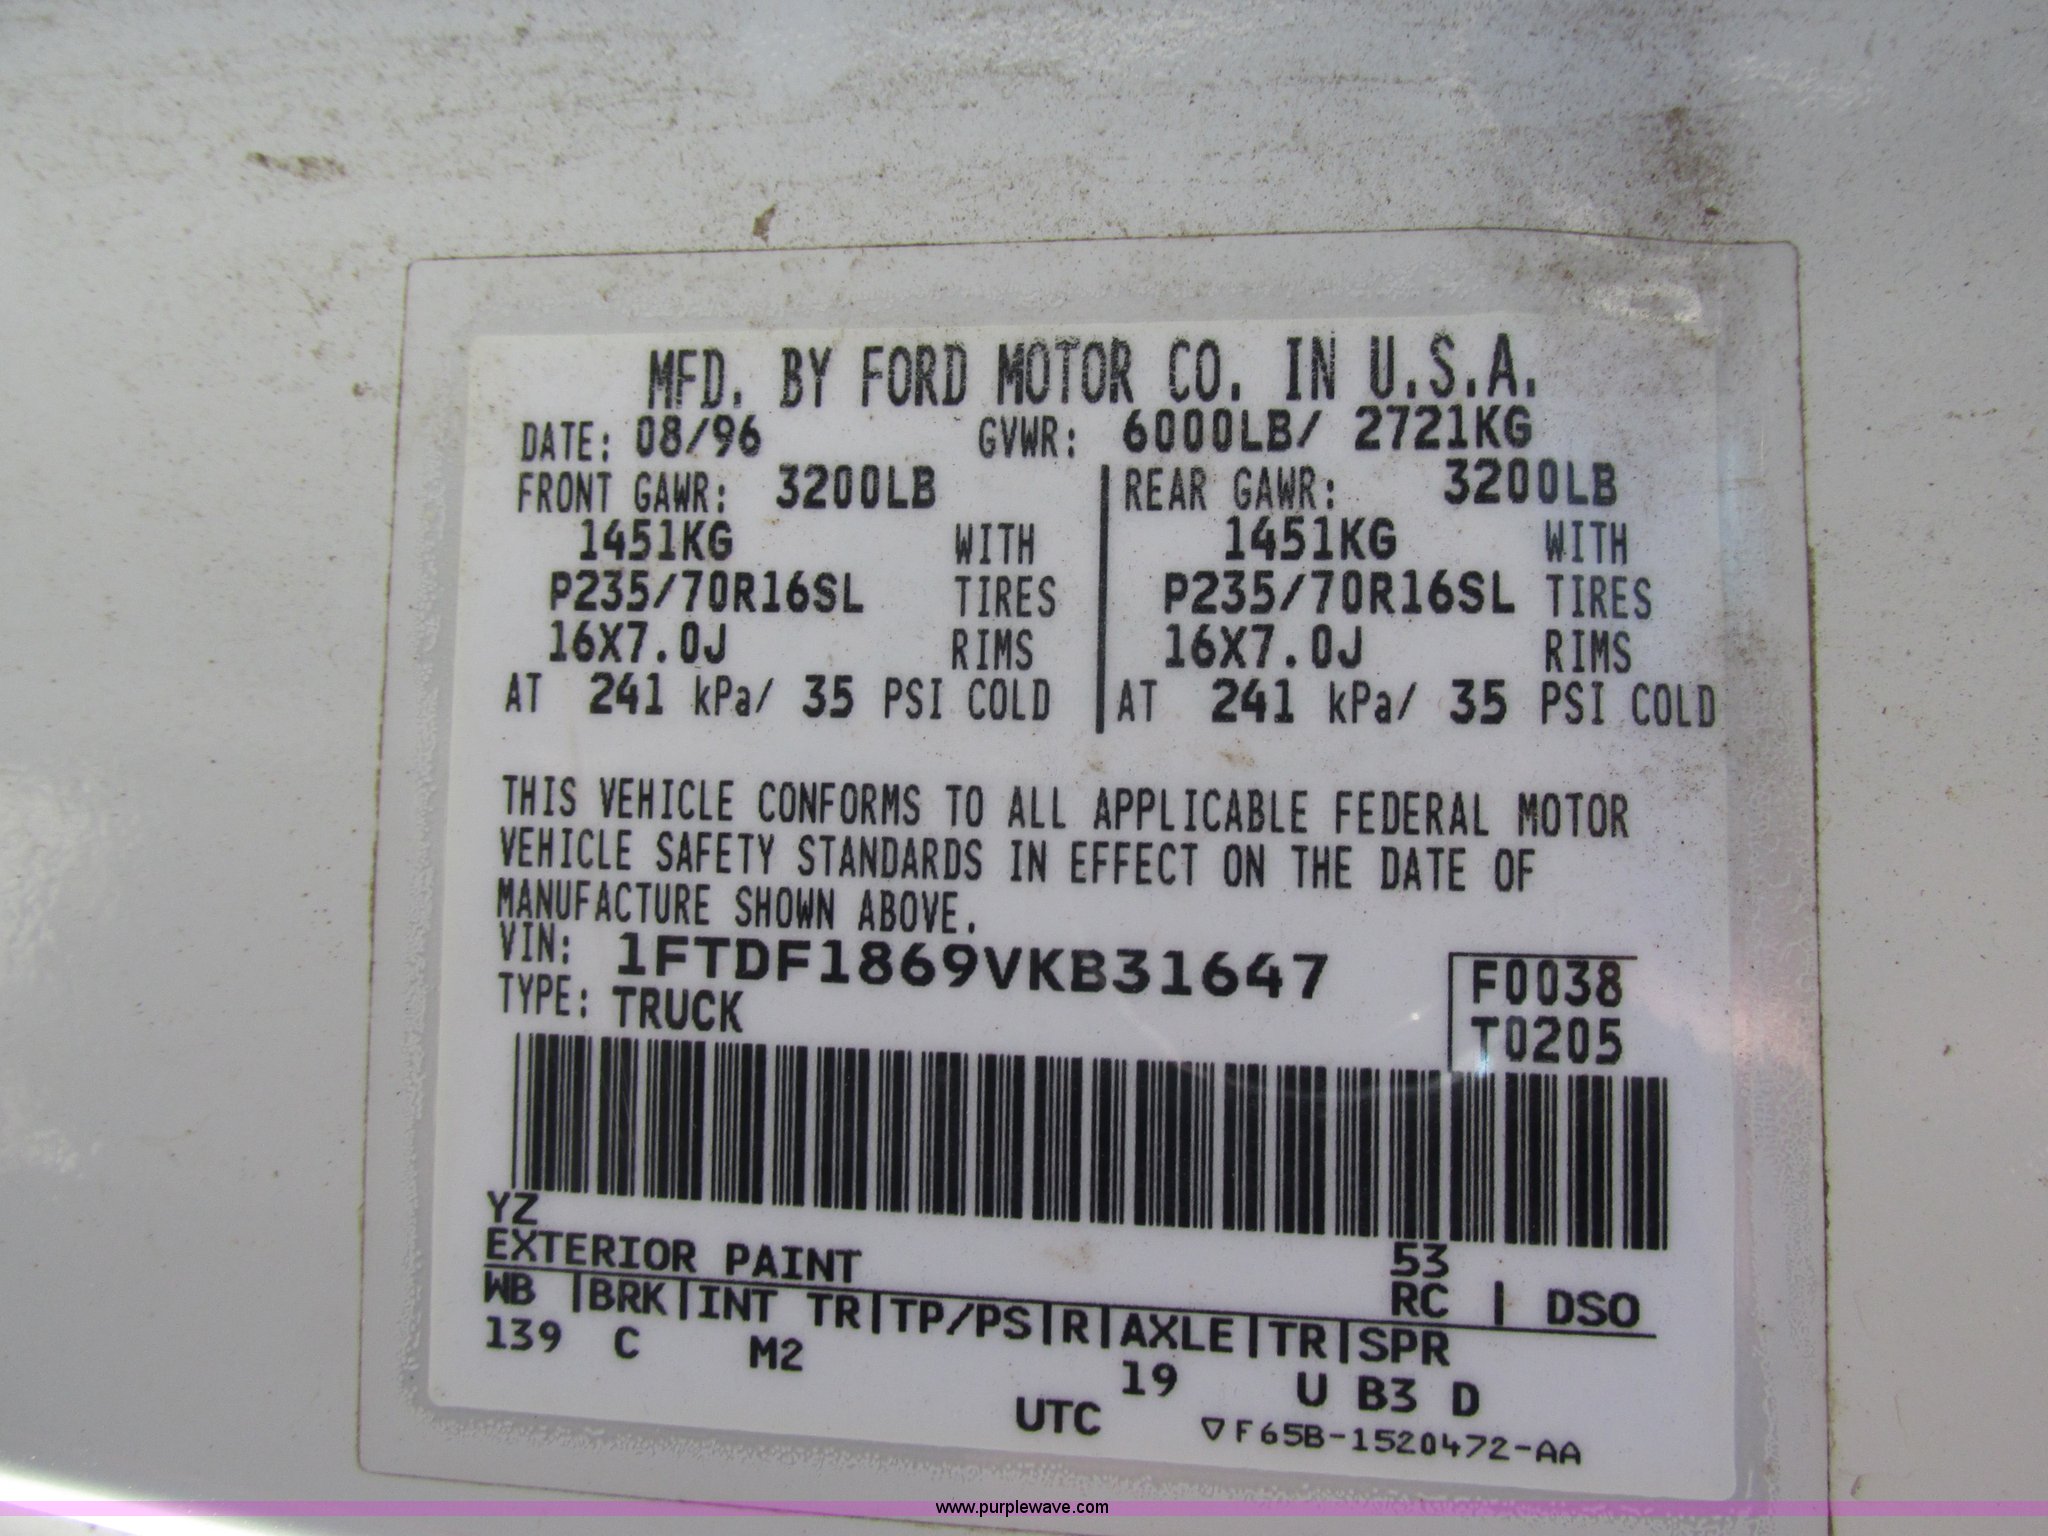 MFD. BY FORD MOTOR CO. IN U.S.A.
DATE: 08/96 GVWR: 6000LB/ 2721KG
FRONT GAWR: 3200LB REAR GAWR: 3200LB
1451KG WITH 1451KG WITH
P235/70R16SL TIRES P235/70R16SL TIRES
16X7.0J RIMS 16X7.0J RIMS
AT 241 kPa/ 35 PSI COLD AT 241 kPa/ 35 PSI COLD
THIS VEHICLE CONFORMS TO ALL APPLICABLE FEDERAL MOTOR
VEHICLE SAFETY STANDARDS IN EFFECT ON THE DATE OF
MANUFACTURE SHOWN ABOVE.
VIN: 1FTDF1869VKB31647 F0038
TYPE: TRUCK T0205
YZ
EXTERIOR PAINT 53
RC | DSO
WB |BRK|INT TR|TP/PS|R|AXLE|TR|SPR
139 C M2 19 U B3 D
UTC ▽F65B-1520472-AA
www.purplewave.com